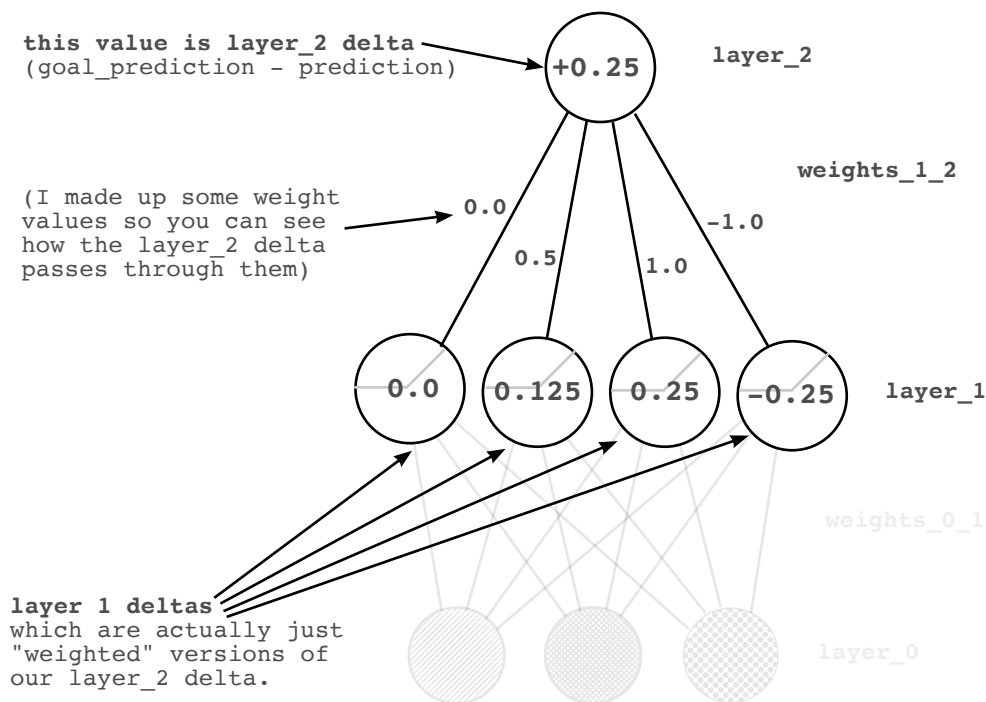 this value is layer_2 delta
(goal_prediction - prediction)
+0.25
layer_2
weights_1_2
(I made up some weight
values so you can see
how the layer_2 delta
passes through them)
0.0
0.5
1.0
-1.0
0.0
0.125
0.25
-0.25
layer_1
weights_0_1
layer 1 deltas
which are actually just
"weighted" versions of
our layer_2 delta.
layer_0